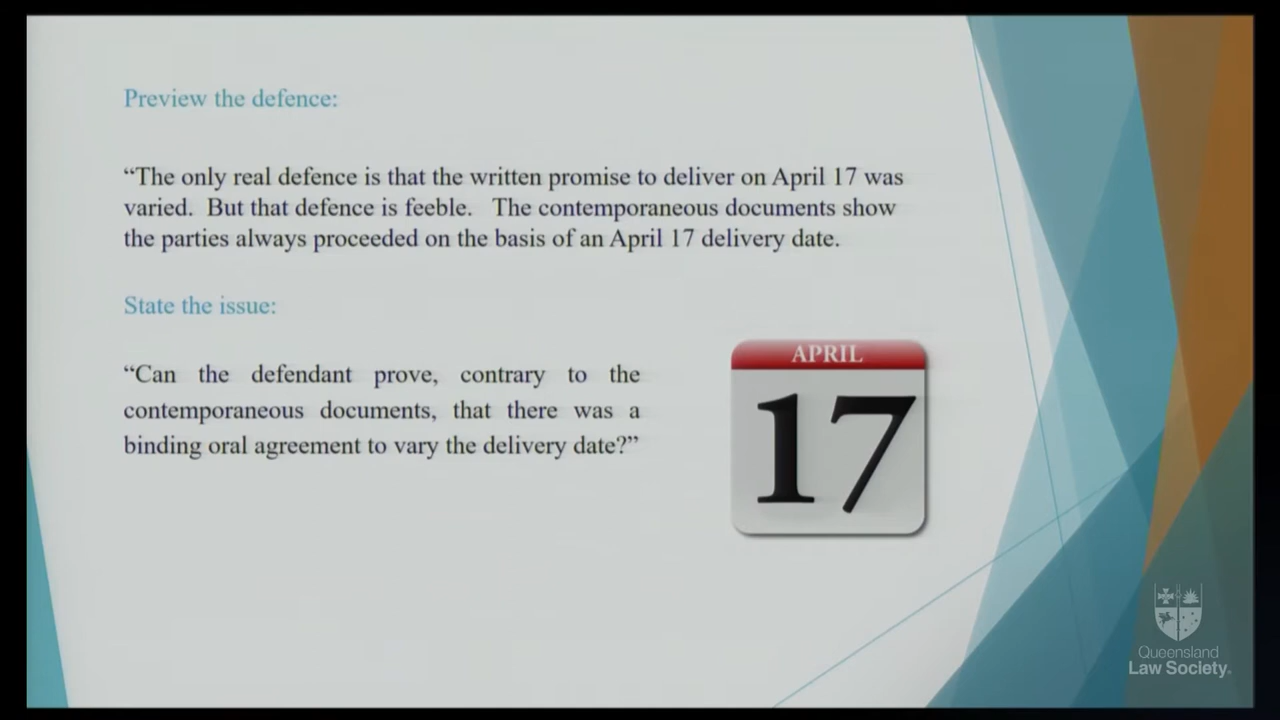 Preview the defence:
“The only real defence is that the written promise to deliver on April 17 was
varied.  But that defence is feeble.   The contemporaneous documents show
the parties always proceeded on the basis of an April 17 delivery date.
State the issue:
“Can the defendant prove, contrary to the
contemporaneous documents, that there was a
binding oral agreement to vary the delivery date?”
APRIL
17
Queensland
Law Society.